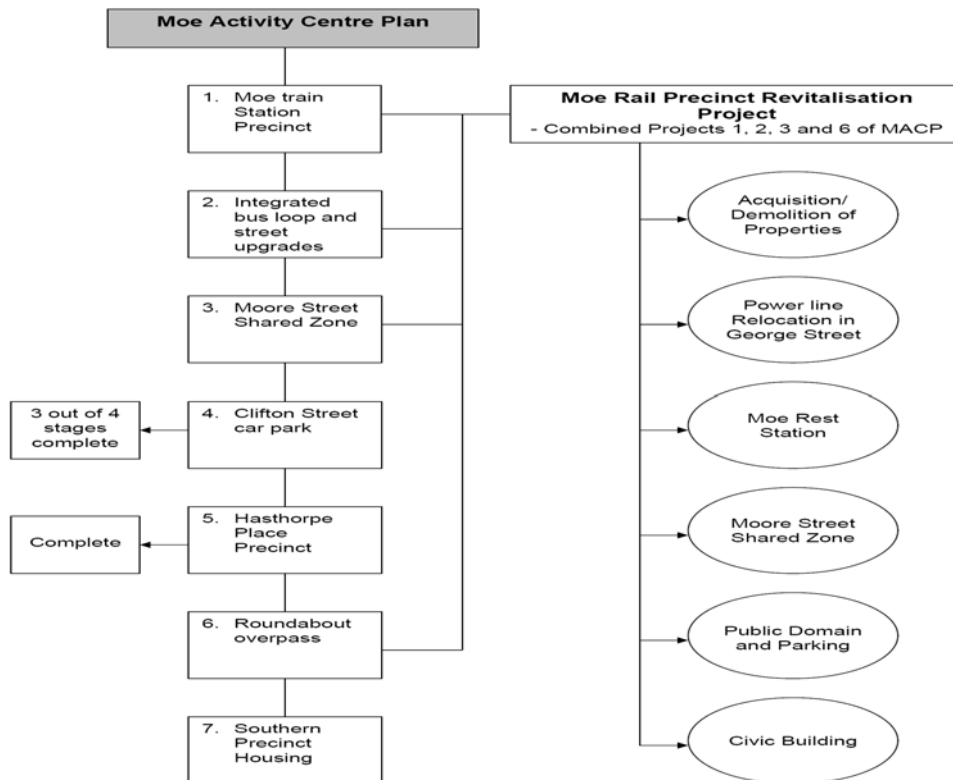 Moe Activity Centre Plan
1. Moe train
Station
Precinct
2. Integrated
bus loop and
street
upgrades
3. Moore Street
Shared Zone
4. Clifton Street
car park
5. Hasthorpe
Place
Precinct
6. Roundabout
overpass
7. Southern
Precinct
Housing
3 out of 4
stages
complete
Complete
Moe Rail Precinct Revitalisation
Project
- Combined Projects 1, 2, 3 and 6 of MACP
Acquisition/
Demolition of
Properties
Power line
Relocation in
George Street
Moe Rest
Station
Moore Street
Shared Zone
Public Domain
and Parking
Civic Building